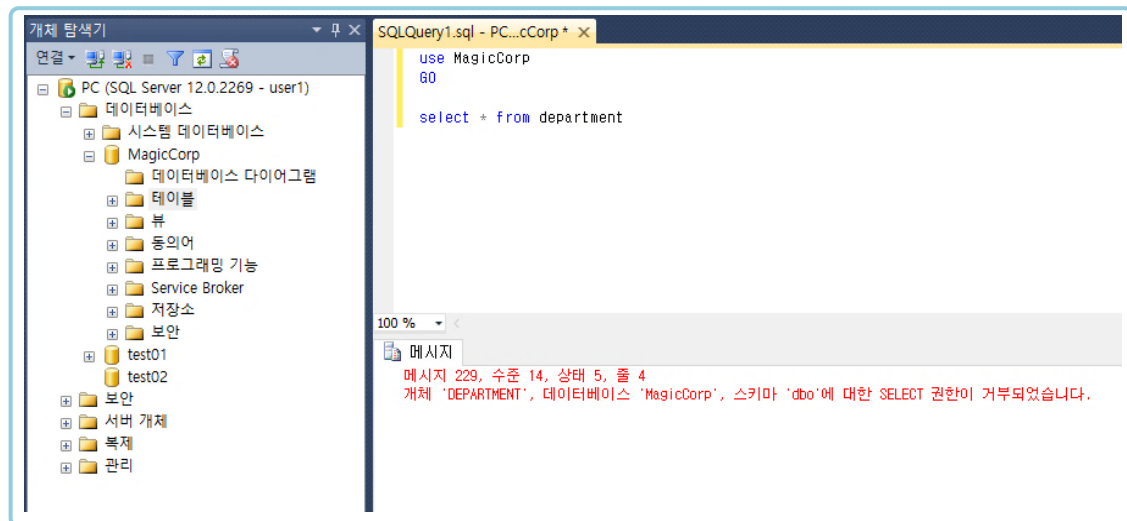 개체 탐색기
연결
PC (SQL Server 12.0.2269 - user1)
데이터베이스
시스템 데이터베이스
MagicCorp
데이터베이스 다이어그램
테이블
뷰
동의어
프로그래밍 기능
Service Broker
저장소
보안
test01
test02
보안
서버 개체
복제
관리
SQLQuery1.sql - PC...cCorp *
use MagicCorp
GO
select * from department
100 %
메시지
메시지 229, 수준 14, 상태 5, 줄 4
개체 'DEPARTMENT', 데이터베이스 'MagicCorp', 스키마 'dbo'에 대한 SELECT 권한이 거부되었습니다.